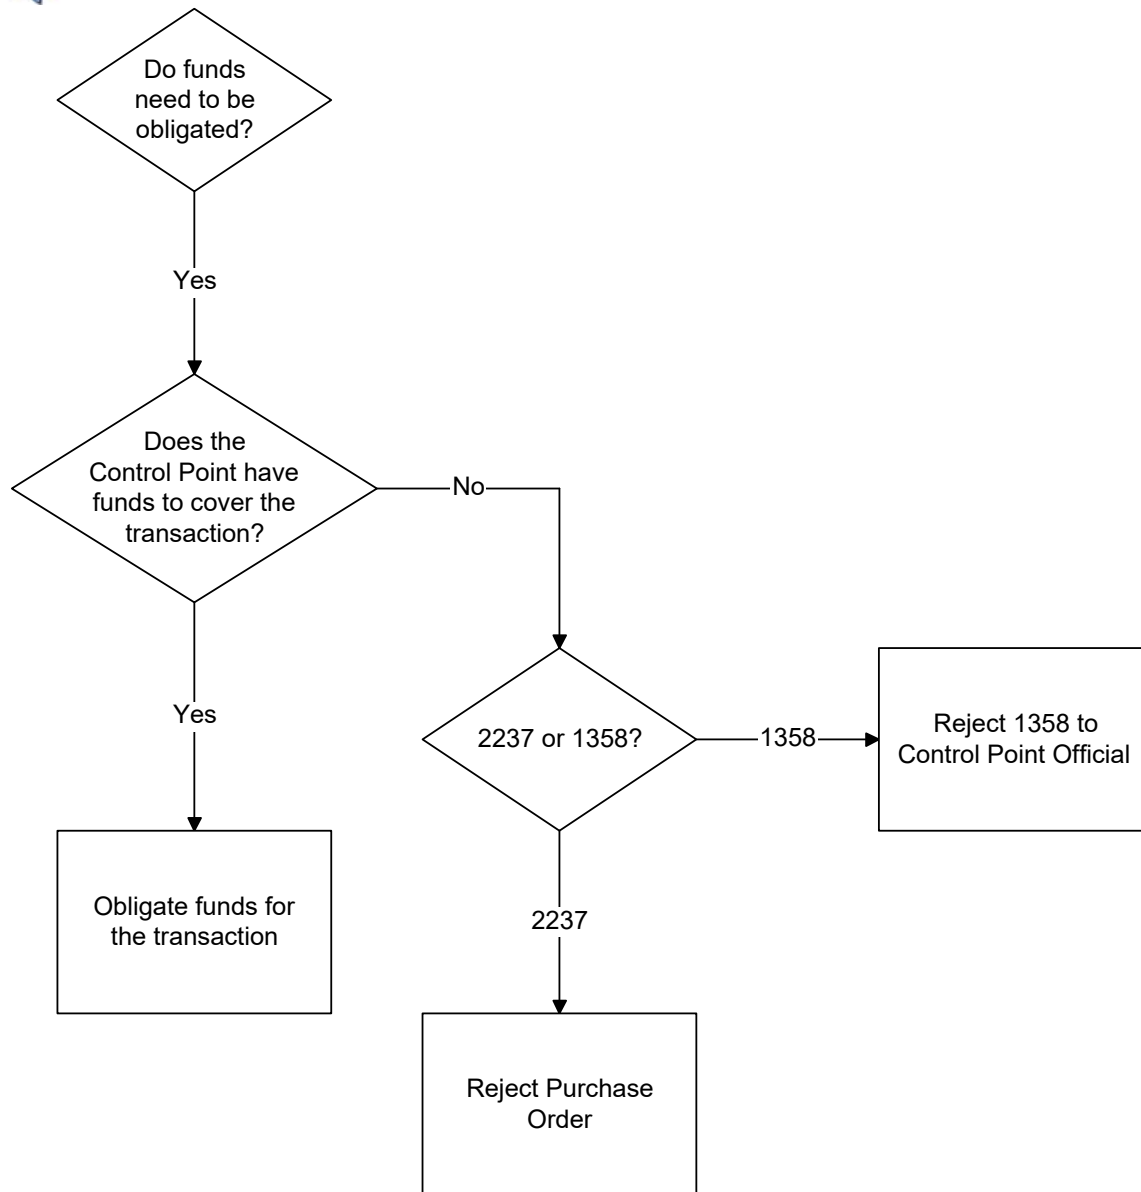 Do funds
need to be
obligated?
Yes
Does the
Control Point have
funds to cover the
transaction?
No
Yes
2237 or 1358?
1358
Reject 1358 to
Control Point Official
Obligate funds for
the transaction
2237
Reject Purchase
Order